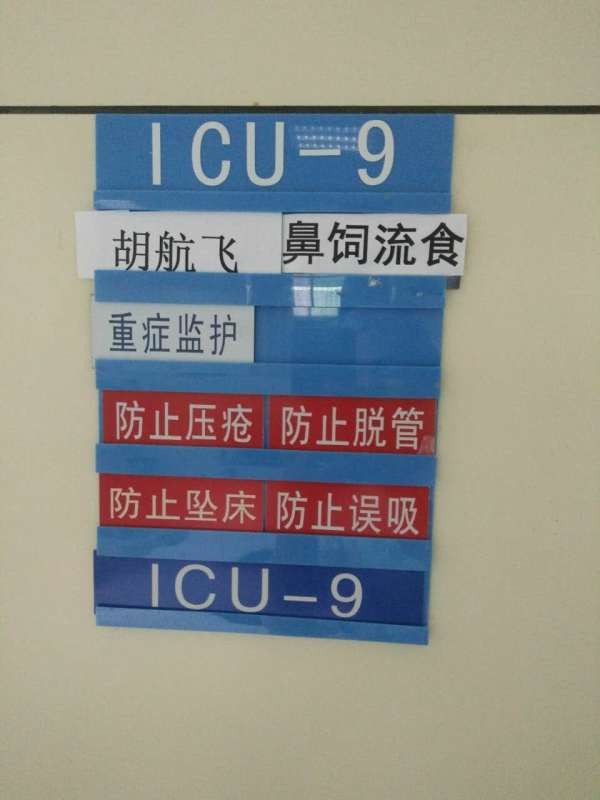 ICU-9
胡航飞 鼻饲流食
重症监护
防止压疮 防止脱管
防止坠床 防止误吸
ICU-9